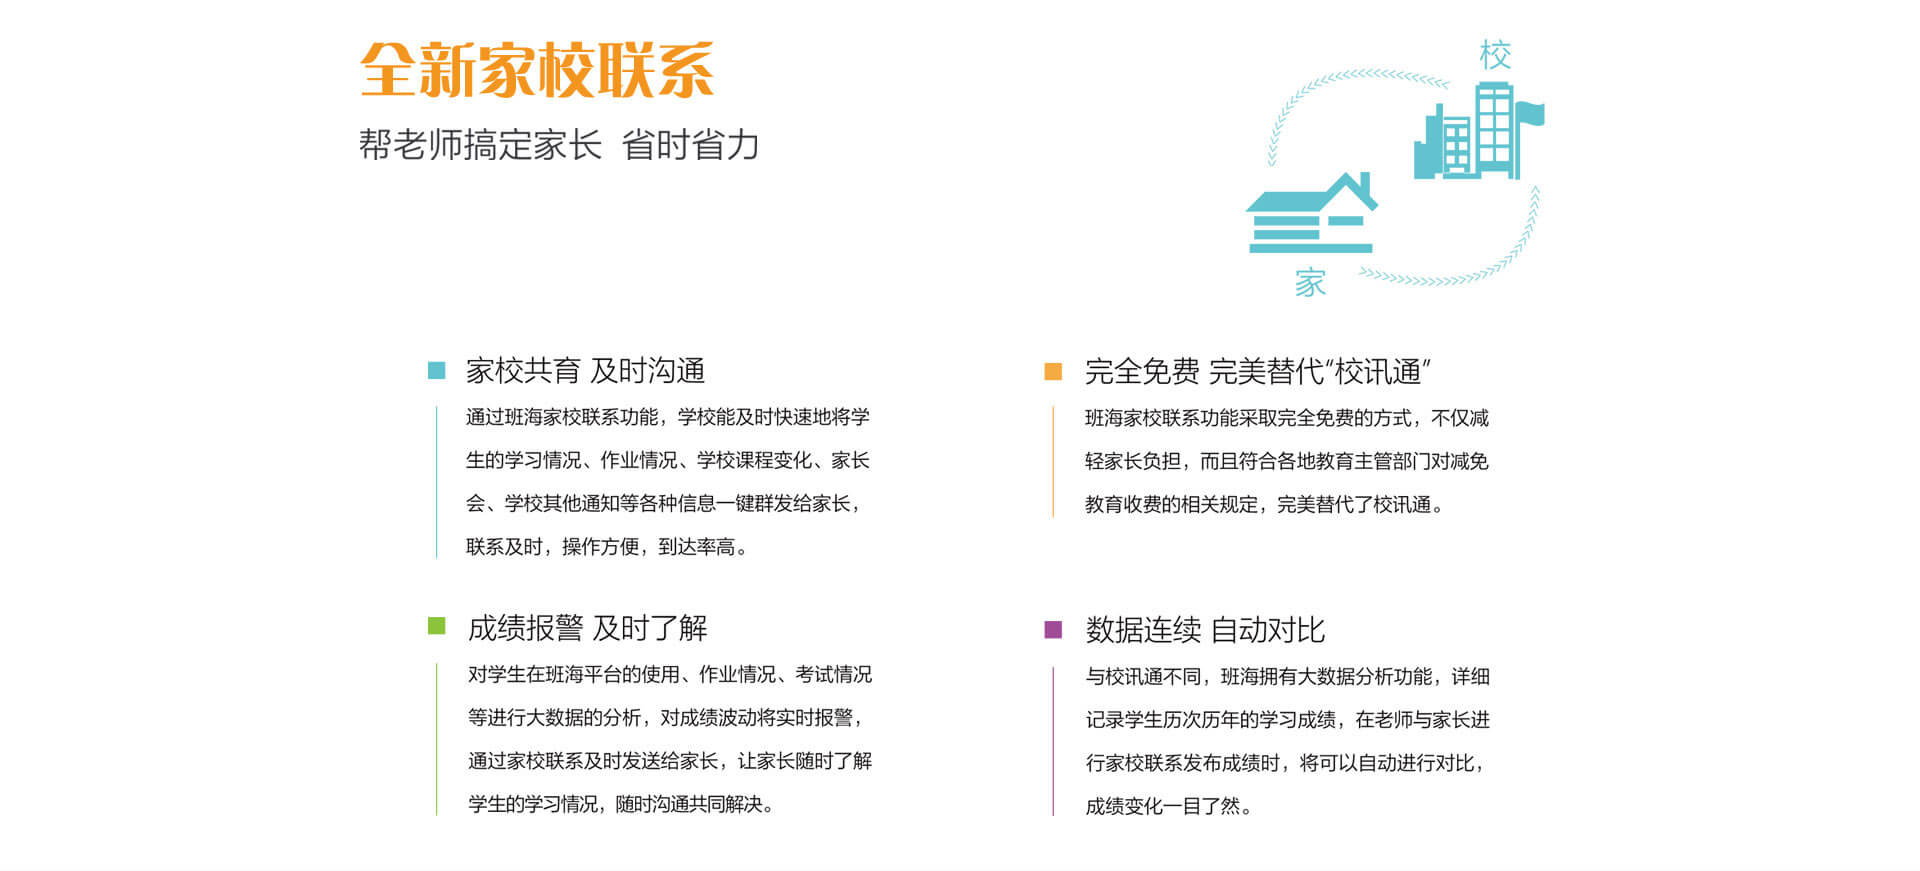 全新家校联系
帮老师搞定家长 省时省力
校
家
家校共育 及时沟通
通过班海家校联系功能，学校能及时快速地将学
生的学习情况、作业情况、学校课程变化、家长
会、学校其他通知等各种信息一键群发给家长，
联系及时，操作方便，到达率高。
完全免费 完美替代“校讯通”
班海家校联系功能采取完全免费的方式，不仅减
轻家长负担，而且符合各地教育主管部门对减免
教育收费的相关规定，完美替代了校讯通。
成绩报警 及时了解
对学生在班海平台的使用、作业情况、考试情况
等进行大数据的分析，对成绩波动将实时报警，
通过家校联系及时发送给家长，让家长随时了解
学生的学习情况，随时沟通共同解决。
数据连续 自动对比
与校讯通不同，班海拥有大数据分析功能，详细
记录学生历次历年的学习成绩，在老师与家长进
行家校联系发布成绩时，将可以自动进行对比，
成绩变化一目了然。